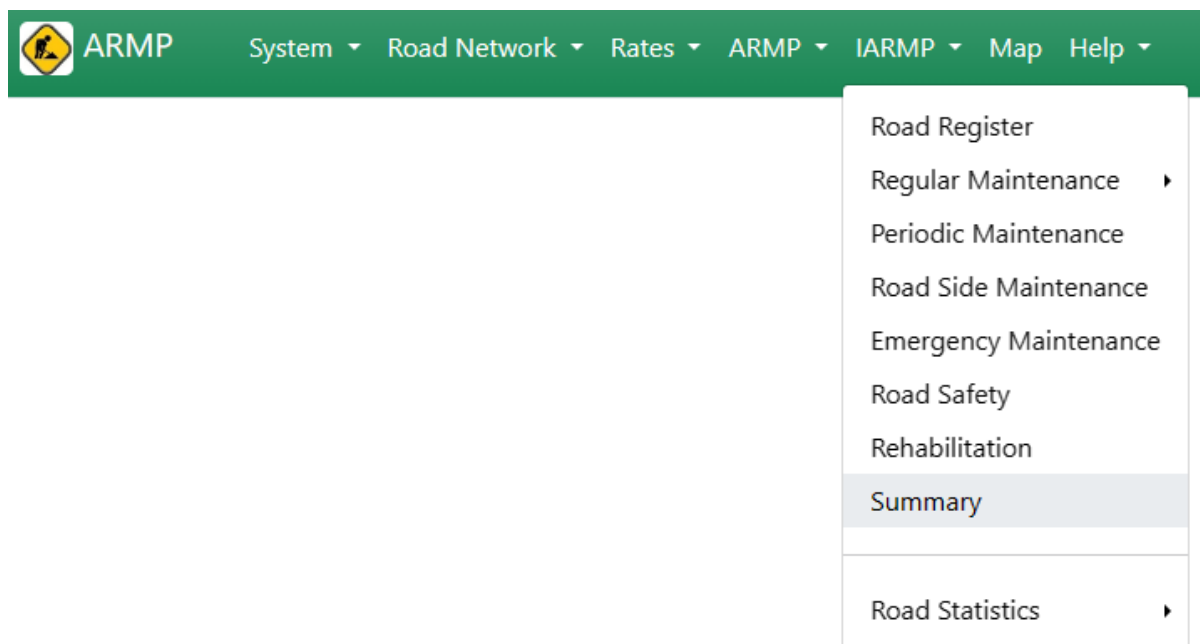 ARMP System Road Network Rates ARMP IARMP Map Help
Road Register
Regular Maintenance
Periodic Maintenance
Road Side Maintenance
Emergency Maintenance
Road Safety
Rehabilitation
Summary
Road Statistics